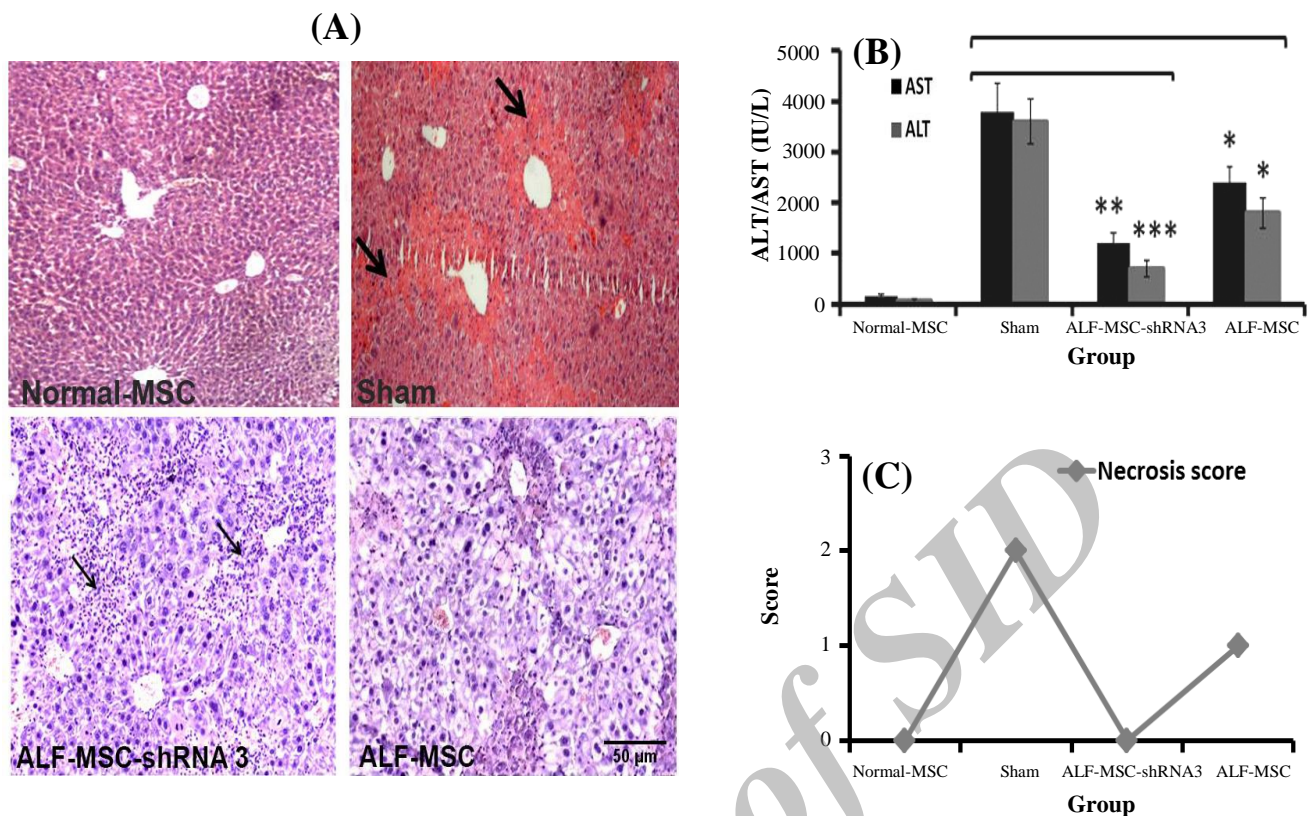 (A)
Normal-MSC
Sham
ALF-MSC-shRNA 3
ALF-MSC
50 µm
(B)
5000
4000
3000
2000
1000
0
ALT/AST (IU/L)
AST
ALT
**
***
*
*
Normal-MSC
Sham
ALF-MSC-shRNA3
ALF-MSC
Group
(C)
Necrosis score
3
2
1
0
Score
Normal-MSC
Sham
ALF-MSC-shRNA3
ALF-MSC
Group
of SID